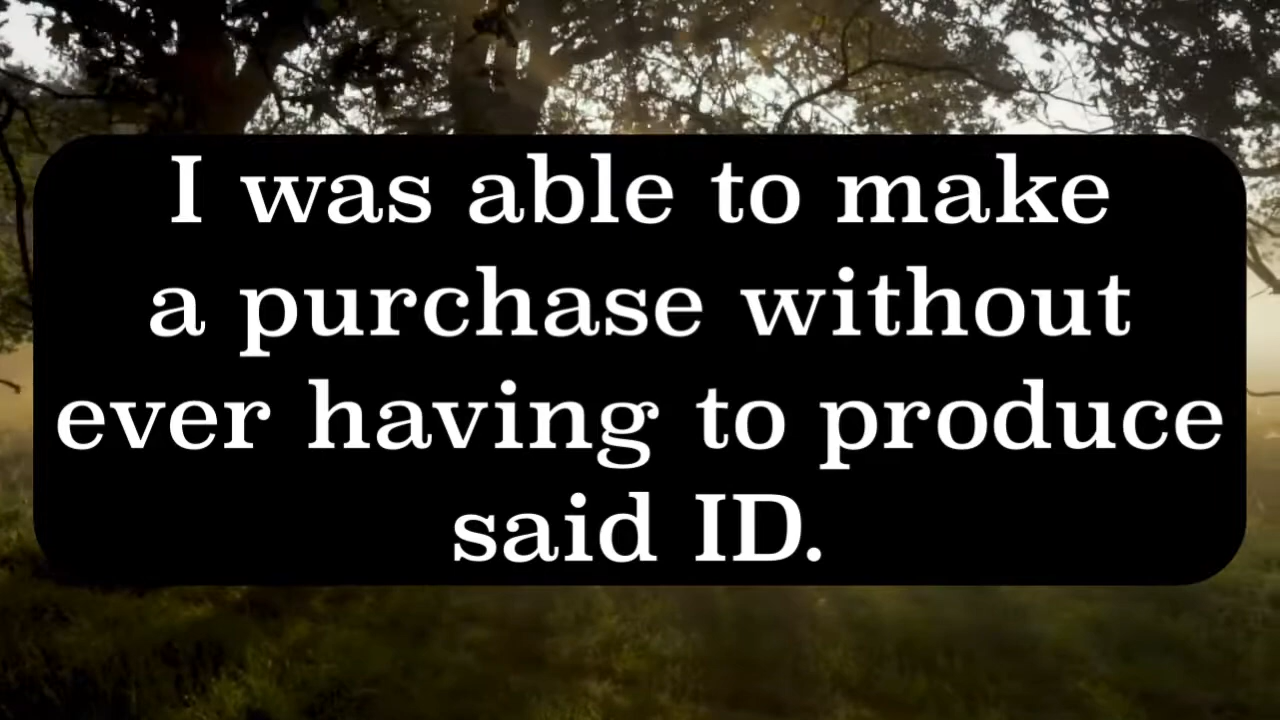 I was able to make
a purchase without
ever having to produce
said ID.